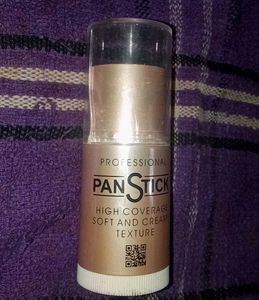 PROFESSIONAL
PANSTICK
HIGH COVERAGE
SOFT AND CREAMY
TEXTURE